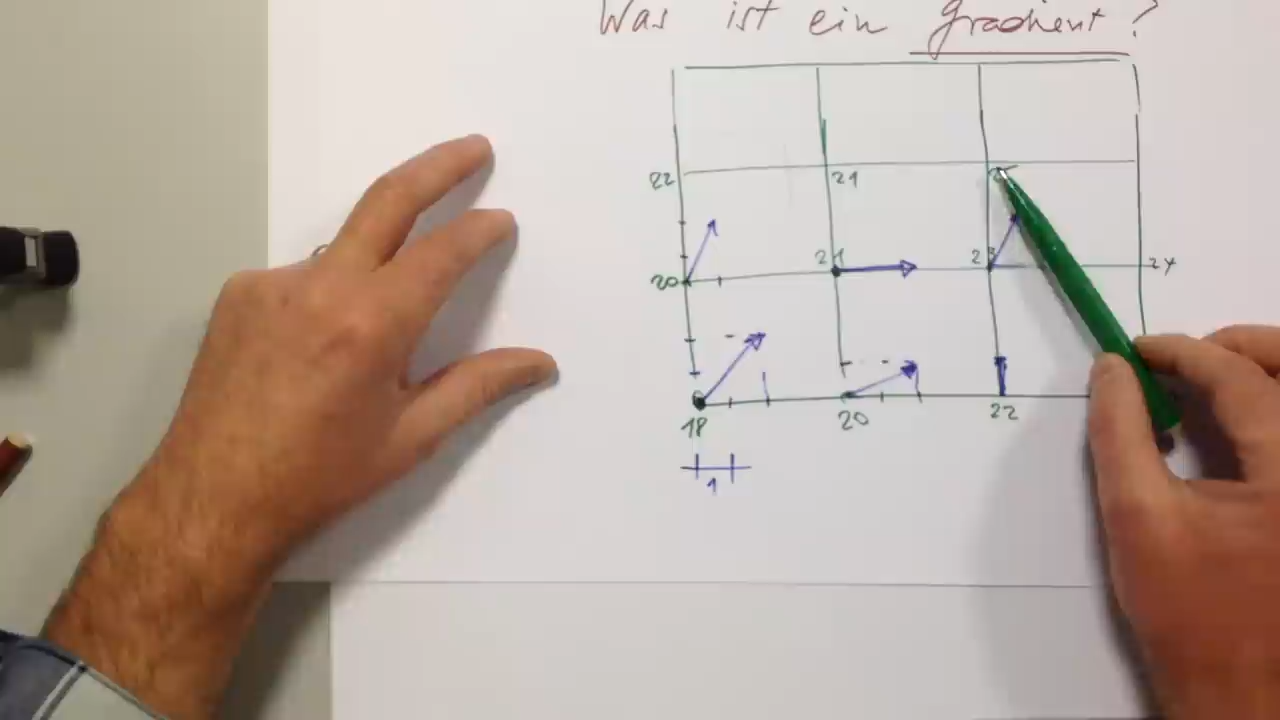 Was ist ein Gradient?
22 21
20 21 23 24
18 20 22
1